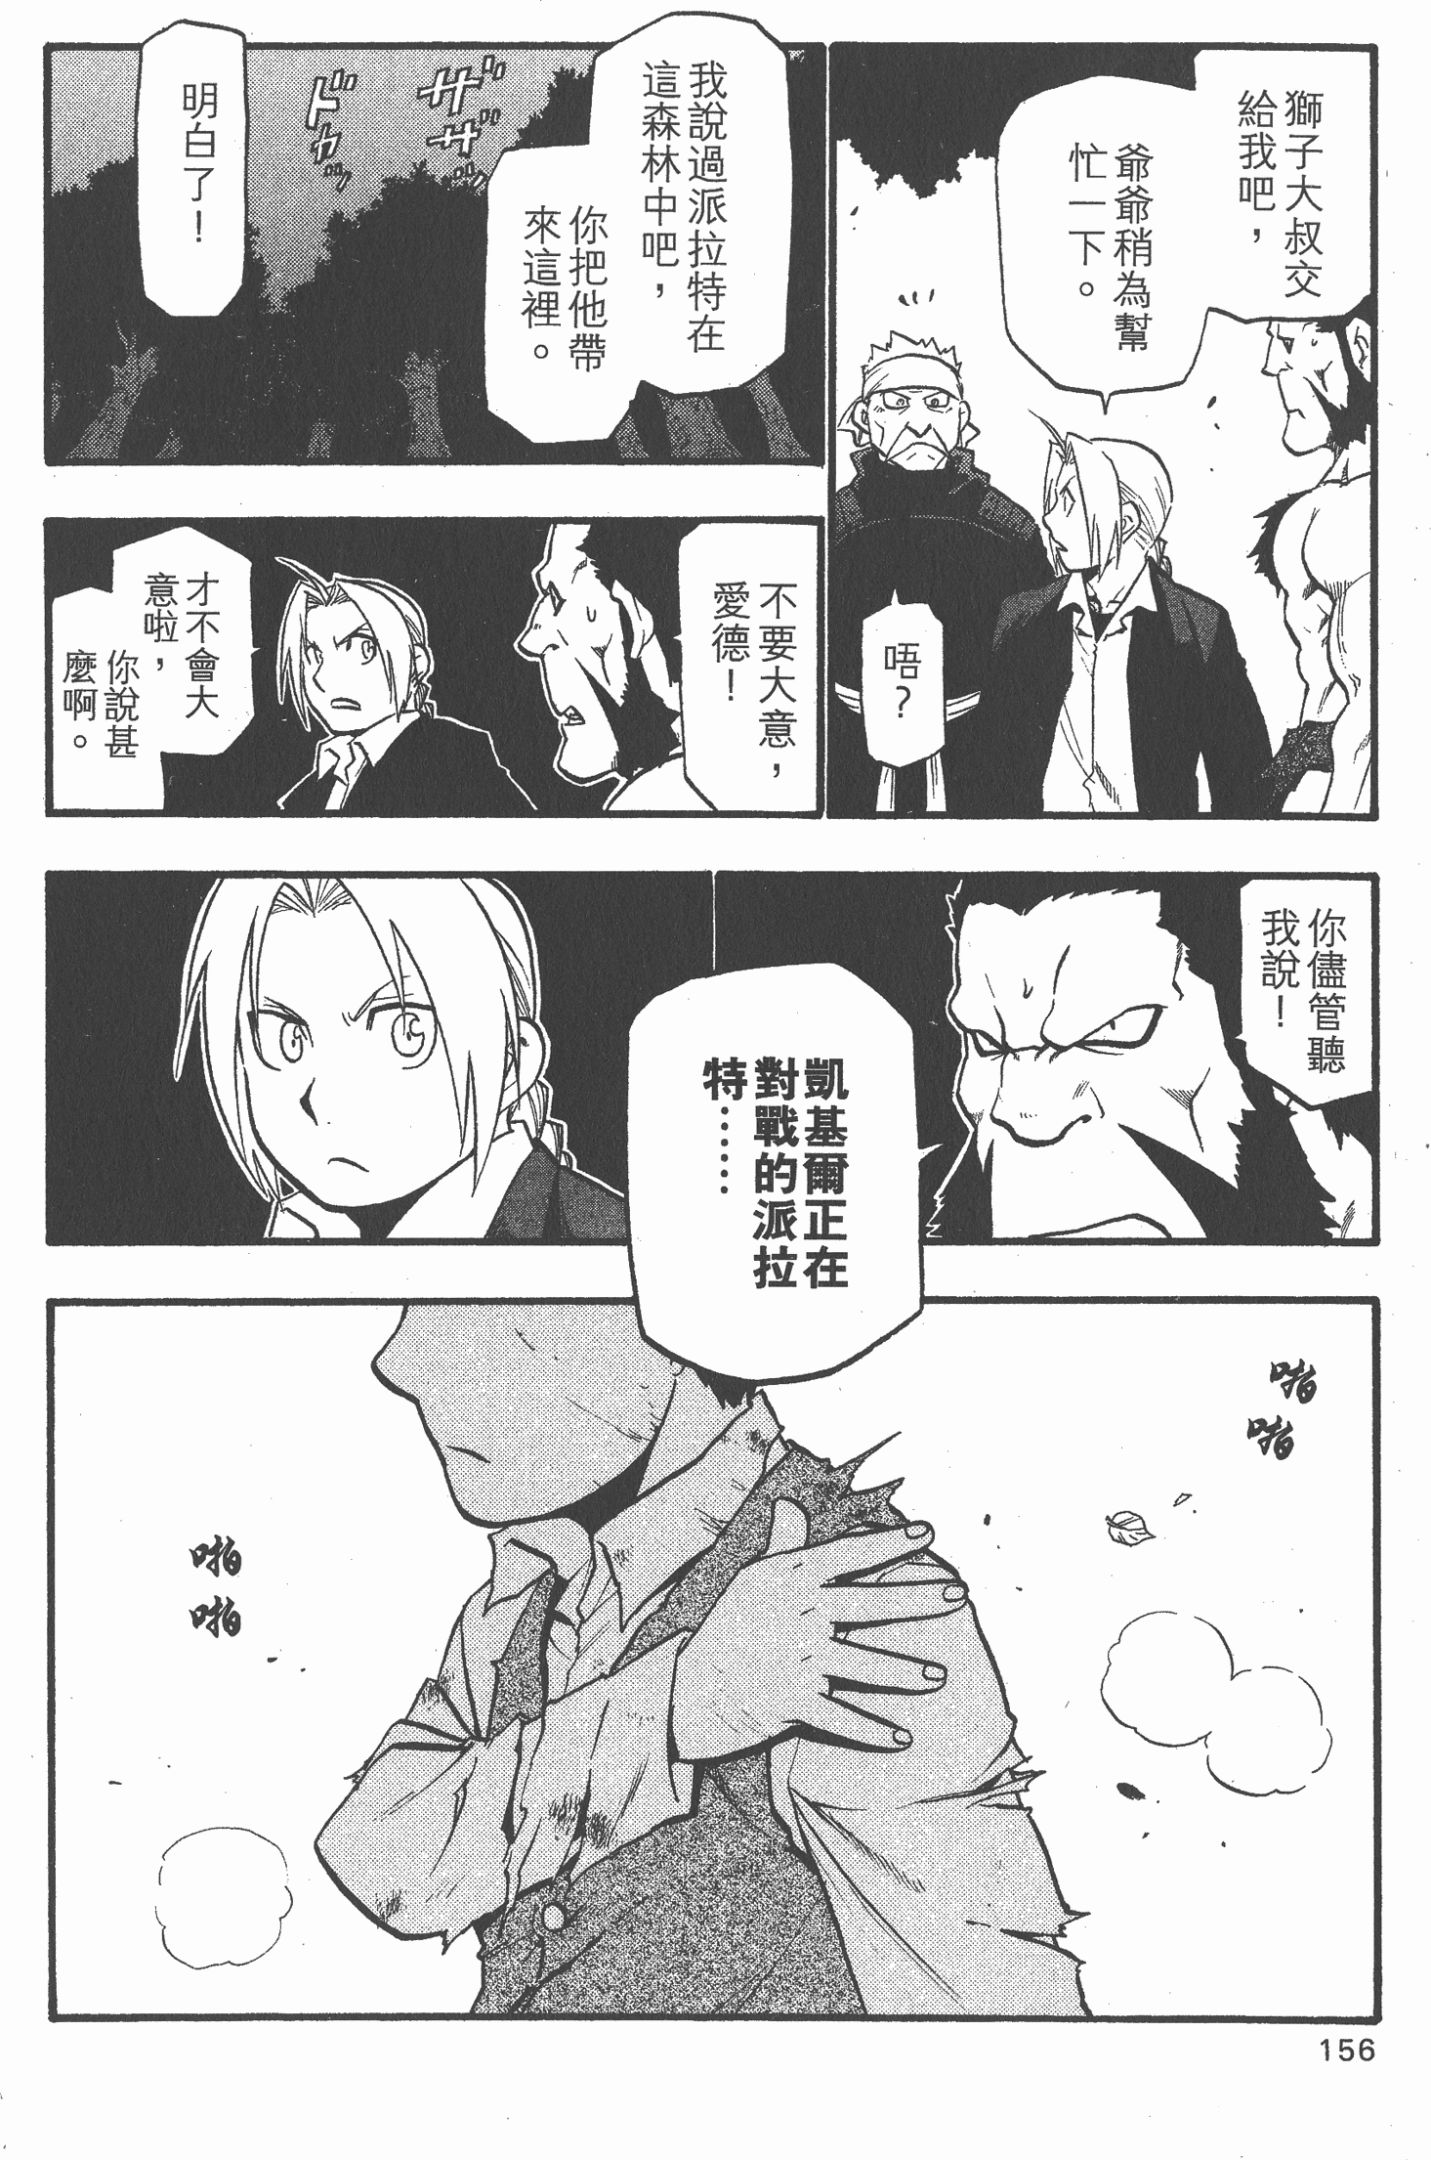 獅子大叔交
給我吧，
爺爺稍為幫
忙一下。
唔？
我說過派拉特在
這森林中吧，
你把他帶
來這裡。
ザザ
ドカ
明白了！
不要大意，
愛德！
才不會大
意啦，
你說甚
麼啊。
你儘管聽
我說！
凱基爾正在
對戰的派拉
特……
啪
啪
啪
啪
156